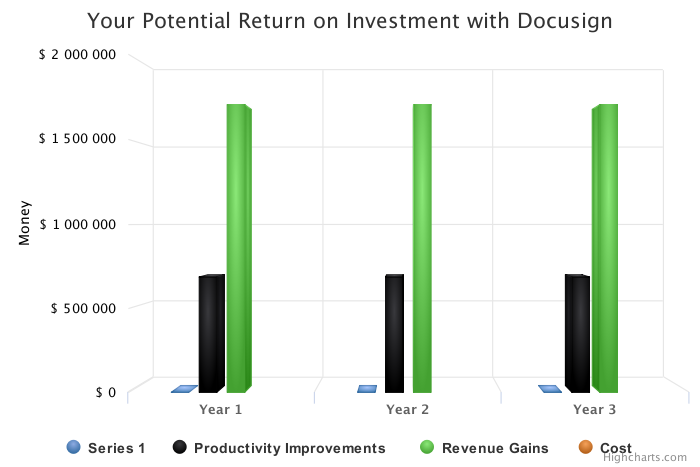 Your Potential Return on Investment with Docusign
$ 2 000 000
$ 1 500 000
$ 1 000 000
$ 500 000
$ 0
Money
Year 1 Year 2 Year 3
Series 1 Productivity Improvements Revenue Gains Cost
Highcharts.com